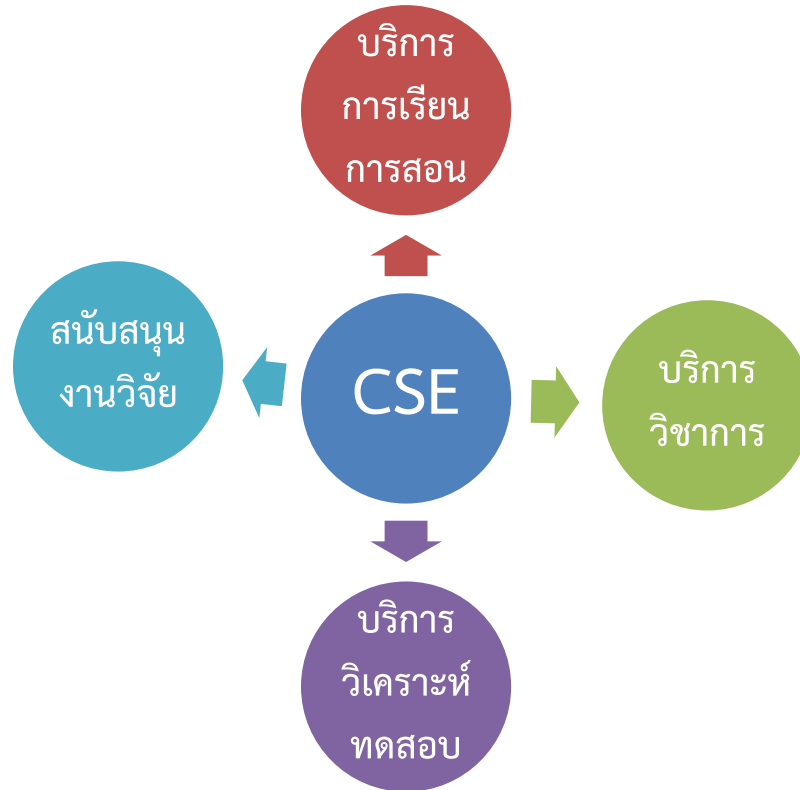 บริการ
การเรียน
การสอน
สนับสนุน
งานวิจัย
CSE
บริการ
วิชาการ
บริการ
วิเคราะห์
ทดสอบ